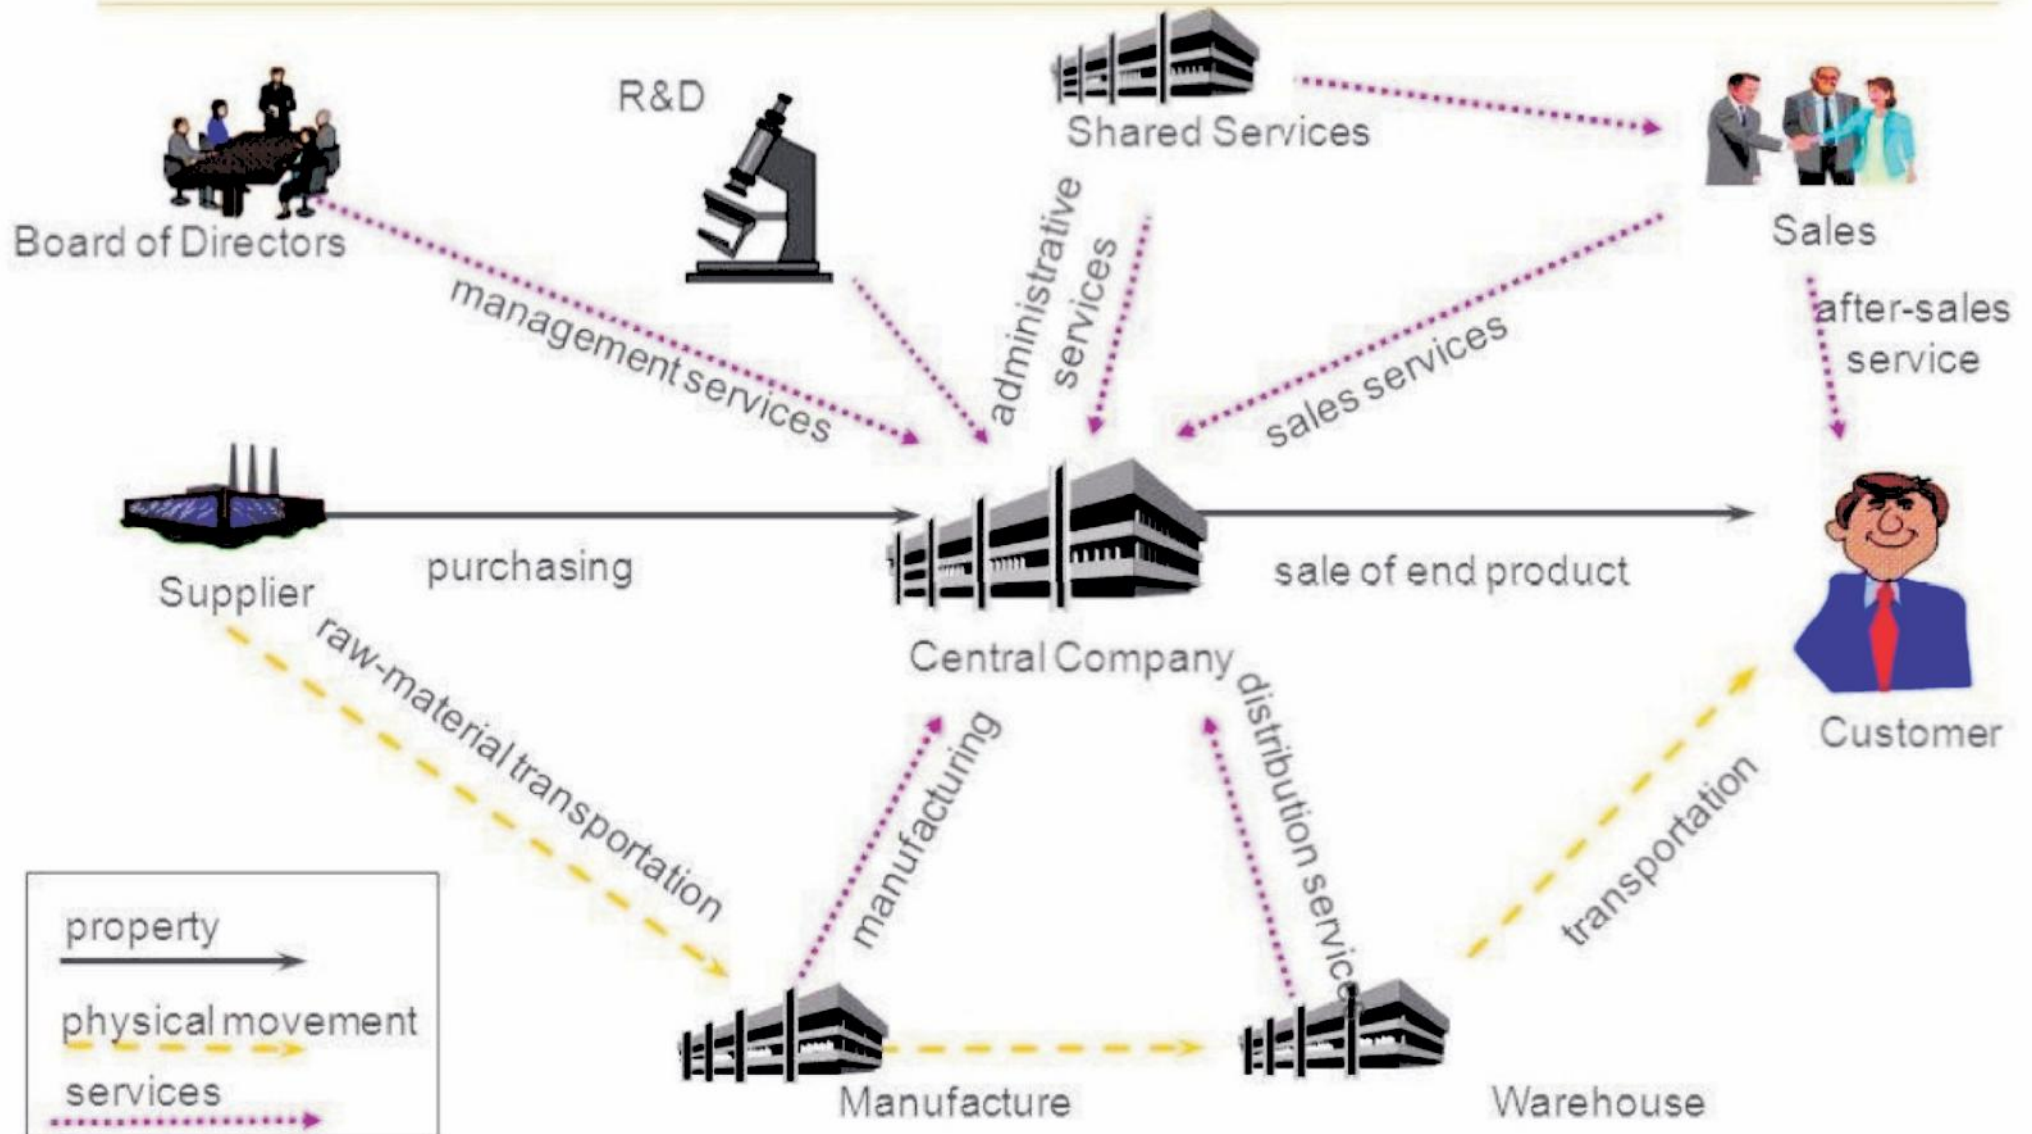 R&D
Shared Services
Board of Directors
Sales
management services
administrative
services
sales services
after-sales
service
Supplier
purchasing
Central Company
sale of end product
Customer
raw-material transportation
manufacturing
distribution services
transportation
property
physical movement
services
Manufacture
Warehouse